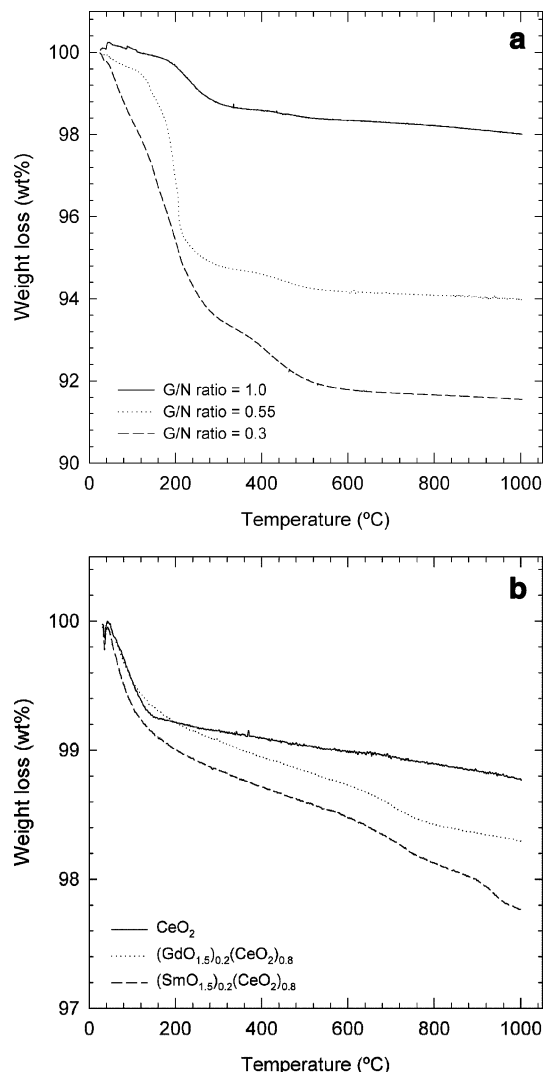 a
100
98
96
94
92
90
Weight loss (wt%)
G/N ratio = 1.0
G/N ratio = 0.55
G/N ratio = 0.3
0 200 400 600 800 1000
Temperature (ºC)
b
100
99
98
97
Weight loss (wt%)
CeO₂
(GdO₁.₅)₀.₂(CeO₂)₀.₈
(SmO₁.₅)₀.₂(CeO₂)₀.₈
0 200 400 600 800 1000
Temperature (ºC)